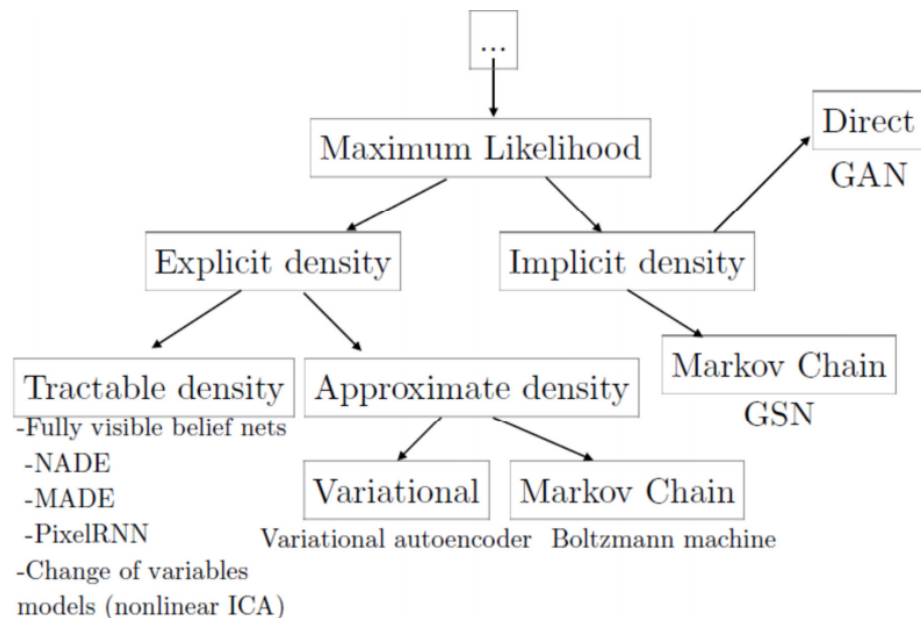 ...
Maximum Likelihood
Direct
GAN
Explicit density
Implicit density
Tractable density
-Fully visible belief nets
-NADE
-MADE
-PixelRNN
-Change of variables
models (nonlinear ICA)
Approximate density
Variational
Variational autoencoder
Markov Chain
Boltzmann machine
Markov Chain
GSN